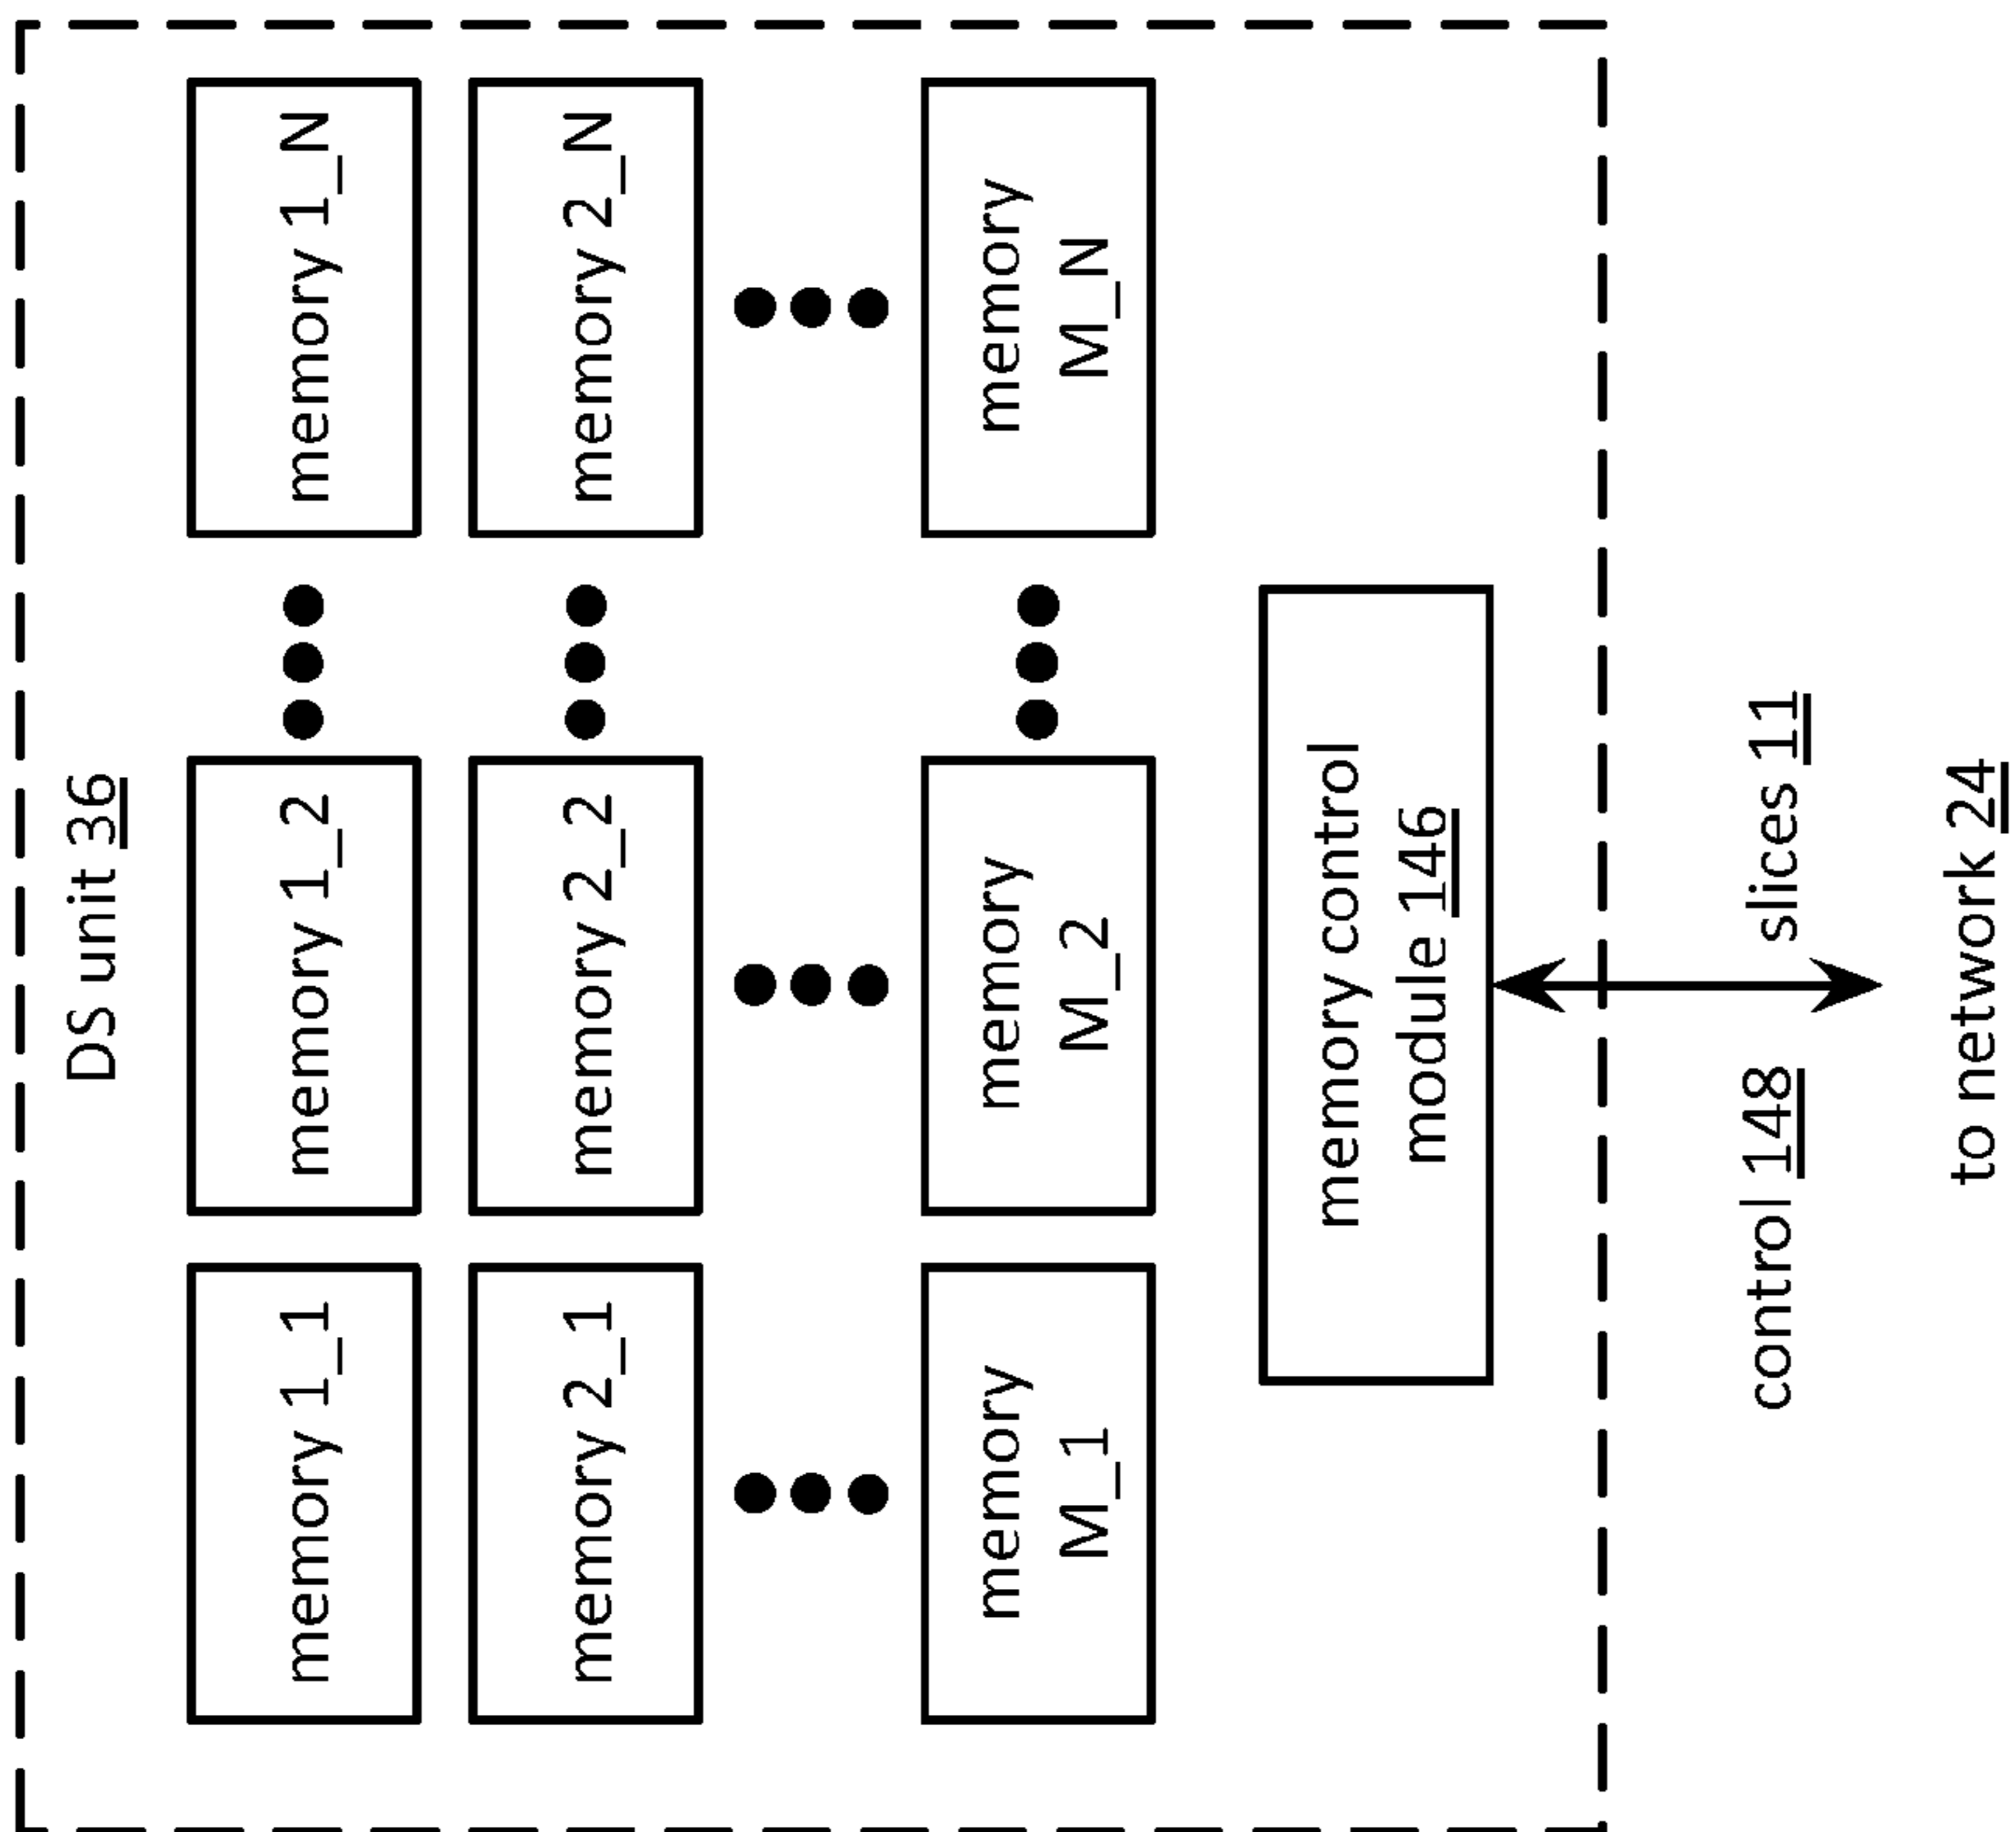 DS unit 36
memory 1_1
memory 1_2
memory 1_N
memory 2_1
memory 2_2
memory 2_N
memory
M_1
memory
M_2
memory
M_N
memory control
module 146
control 148
slices 11
to network 24